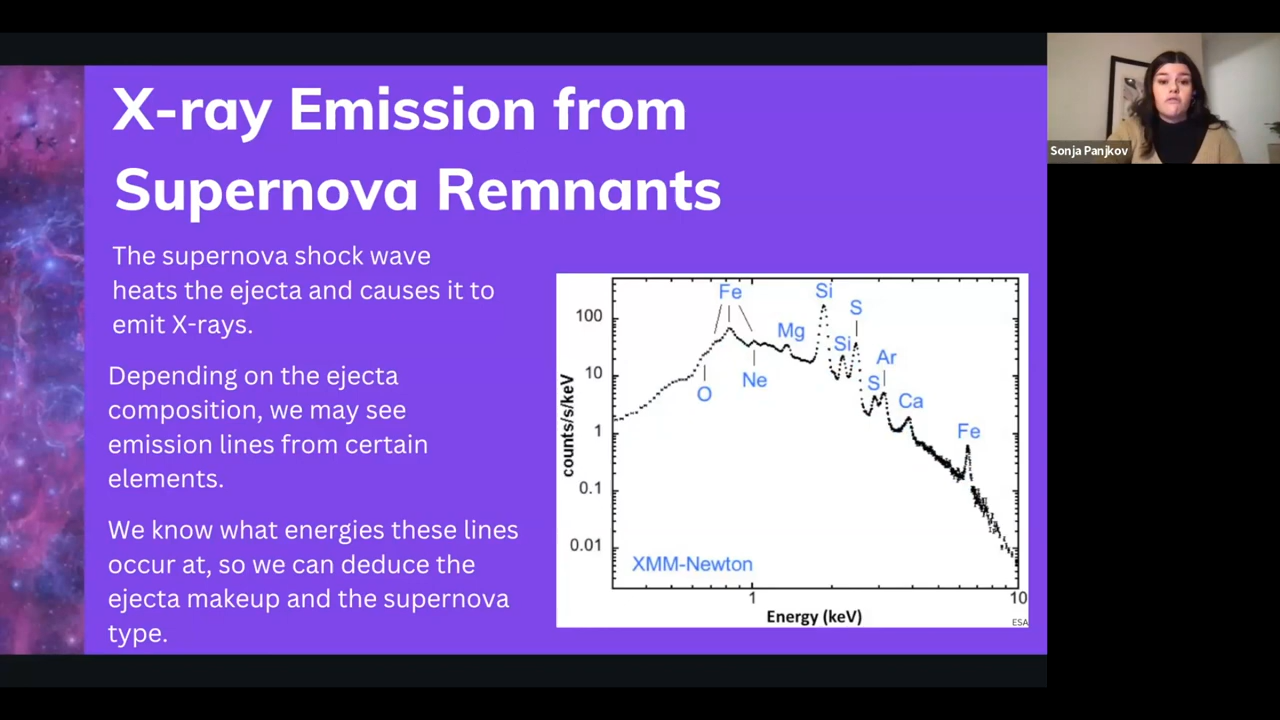 X-ray Emission from
Supernova Remnants
The supernova shock wave
heats the ejecta and causes it to
emit X-rays.
Depending on the ejecta
composition, we may see
emission lines from certain
elements.
We know what energies these lines
occur at, so we can deduce the
ejecta makeup and the supernova
type.
counts/s/keV
100
10
1
0.1
0.01
Fe
O
Ne
Mg
Si
Si
S
S
Ar
Ca
Fe
XMM-Newton
1
10
Energy (keV)
ESA
Sonja Panjkov